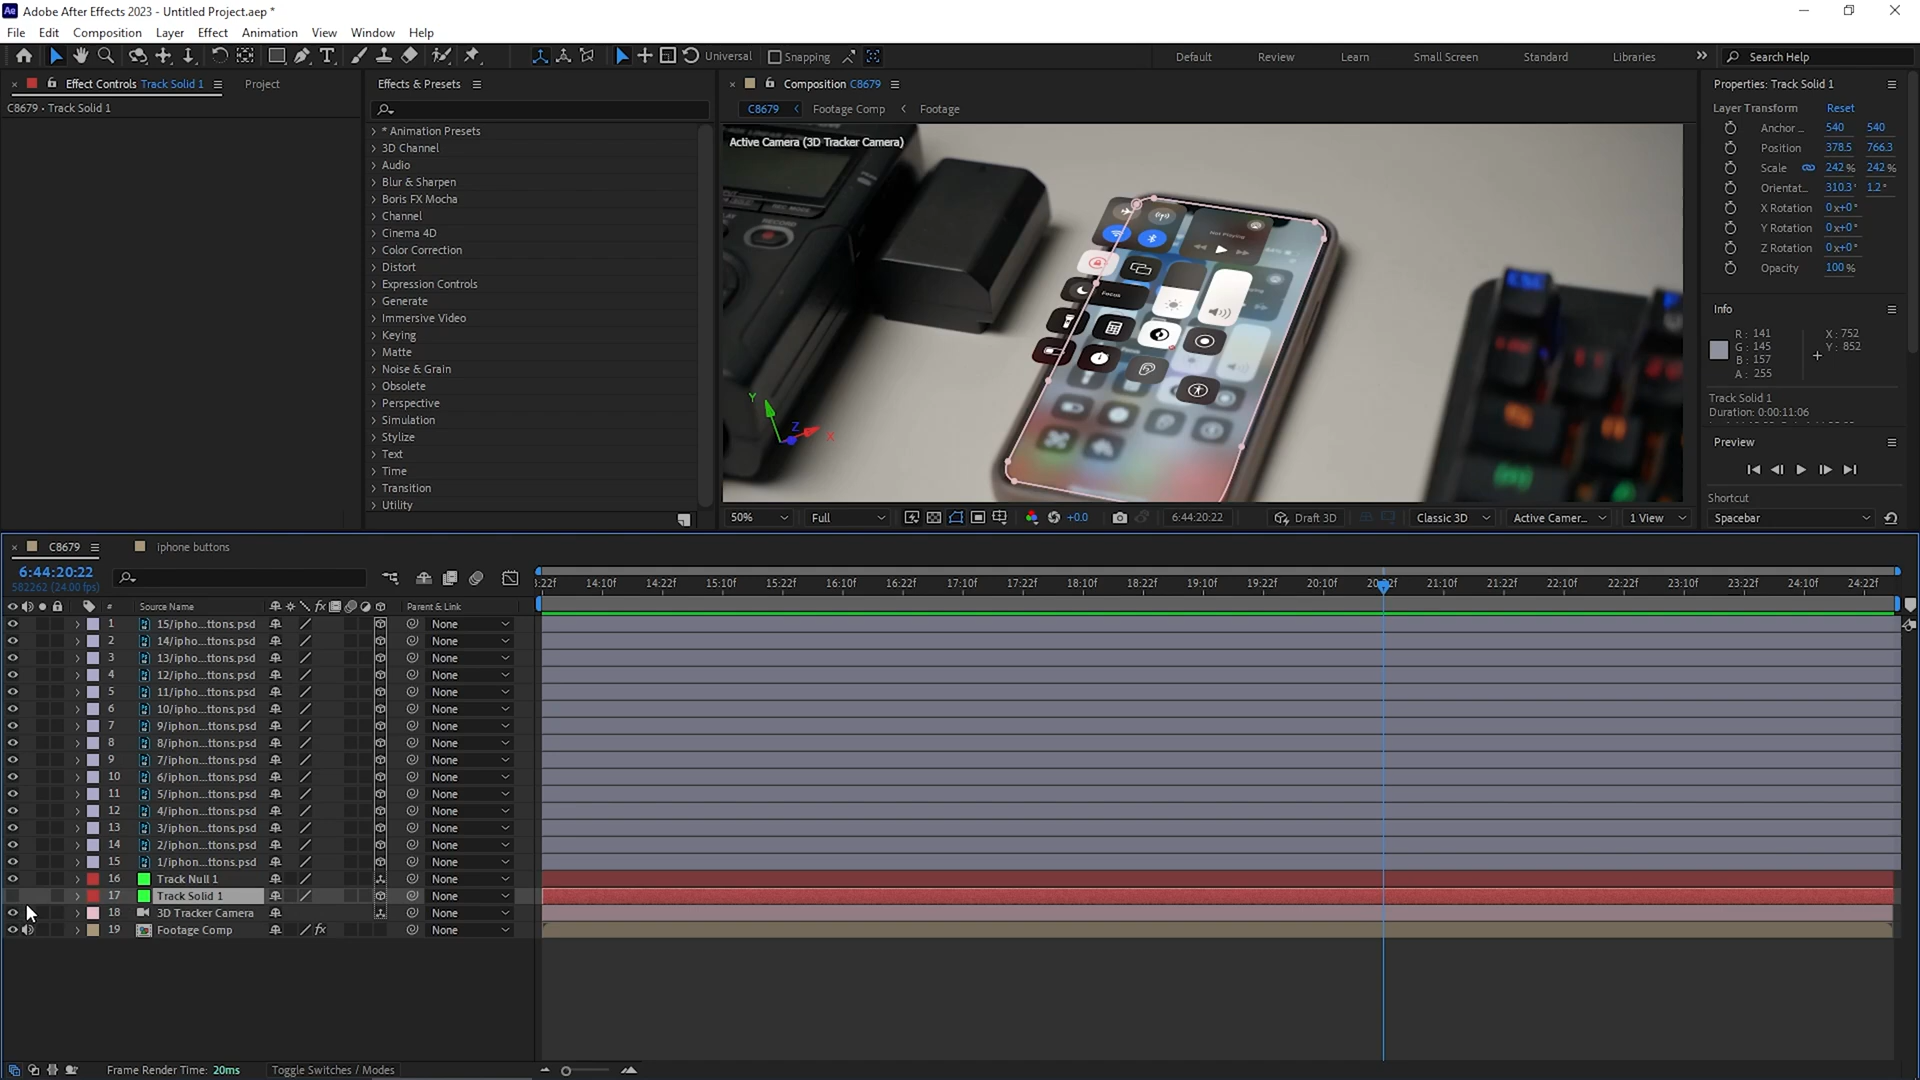 Adobe After Effects 2023 - Untitled Project.aep *
File Edit Composition Layer Effect Animation View Window Help
Universal Snapping Default Review Learn Small Screen Standard Libraries Search Help
Effect Controls Track Solid 1 Project
C8679 • Track Solid 1
Effects & Presets
* Animation Presets
3D Channel
Audio
Blur & Sharpen
Boris FX Mocha
Channel
Cinema 4D
Color Correction
Distort
Expression Controls
Generate
Immersive Video
Keying
Matte
Noise & Grain
Obsolete
Perspective
Simulation
Stylize
Text
Time
Transition
Utility
Composition C8679
C8679 Footage Comp Footage
Active Camera (3D Tracker Camera)
RECORD
Not Playing
Focus
Y
Z
X
50% Full +0.0 6:44:20:22 Draft 3D Classic 3D Active Camer... 1 View
Properties: Track Solid 1
Layer Transform Reset
Anchor ... 540 540
Position 378.5 766.3
Scale 242 % 242 %
Orientat... 310.3° 1.2°
X Rotation 0x+0°
Y Rotation 0x+0°
Z Rotation 0x+0°
Opacity 100 %
Info
R : 141 X : 752
G : 145 Y : 852
B : 157
A : 255
Track Solid 1
Duration: 0:00:11:06
Preview
Shortcut
Spacebar
C8679 iphone buttons
6:44:20:22
582262 (24.00 fps)
:22f 14:10f 14:22f 15:10f 15:22f 16:10f 16:22f 17:10f 17:22f 18:10f 18:22f 19:10f 19:22f 20:10f 20:22f 21:10f 21:22f 22:10f 22:22f 23:10f 23:22f 24:10f 24:22f
# Source Name fx Parent & Link
1 15/ipho...ttons.psd None
2 14/ipho...ttons.psd None
3 13/ipho...ttons.psd None
4 12/ipho...ttons.psd None
5 11/ipho...ttons.psd None
6 10/ipho...ttons.psd None
7 9/iphon...ttons.psd None
8 8/iphon...ttons.psd None
9 7/iphon...ttons.psd None
10 6/iphon...ttons.psd None
11 5/iphon...ttons.psd None
12 4/iphon...ttons.psd None
13 3/iphon...ttons.psd None
14 2/iphon...ttons.psd None
15 1/iphon...ttons.psd None
16 Track Null 1 None
17 Track Solid 1 None
18 3D Tracker Camera None
19 Footage Comp fx None
Frame Render Time: 20ms Toggle Switches / Modes